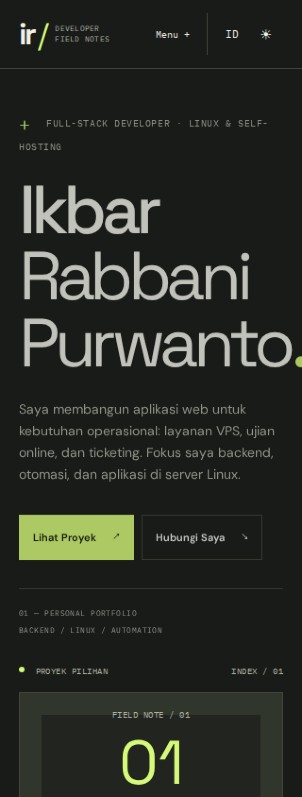 ir/
DEVELOPER
FIELD NOTES
Menu +
ID
+ FULL-STACK DEVELOPER · LINUX & SELF-
HOSTING
Ikbar
Rabbani
Purwanto.
Saya membangun aplikasi web untuk
kebutuhan operasional: layanan VPS, ujian
online, dan ticketing. Fokus saya backend,
otomasi, dan aplikasi di server Linux.
Lihat Proyek ↗
Hubungi Saya ↘
01 — PERSONAL PORTFOLIO
BACKEND / LINUX / AUTOMATION
PROYEK PILIHAN
INDEX / 01
FIELD NOTE / 01
01